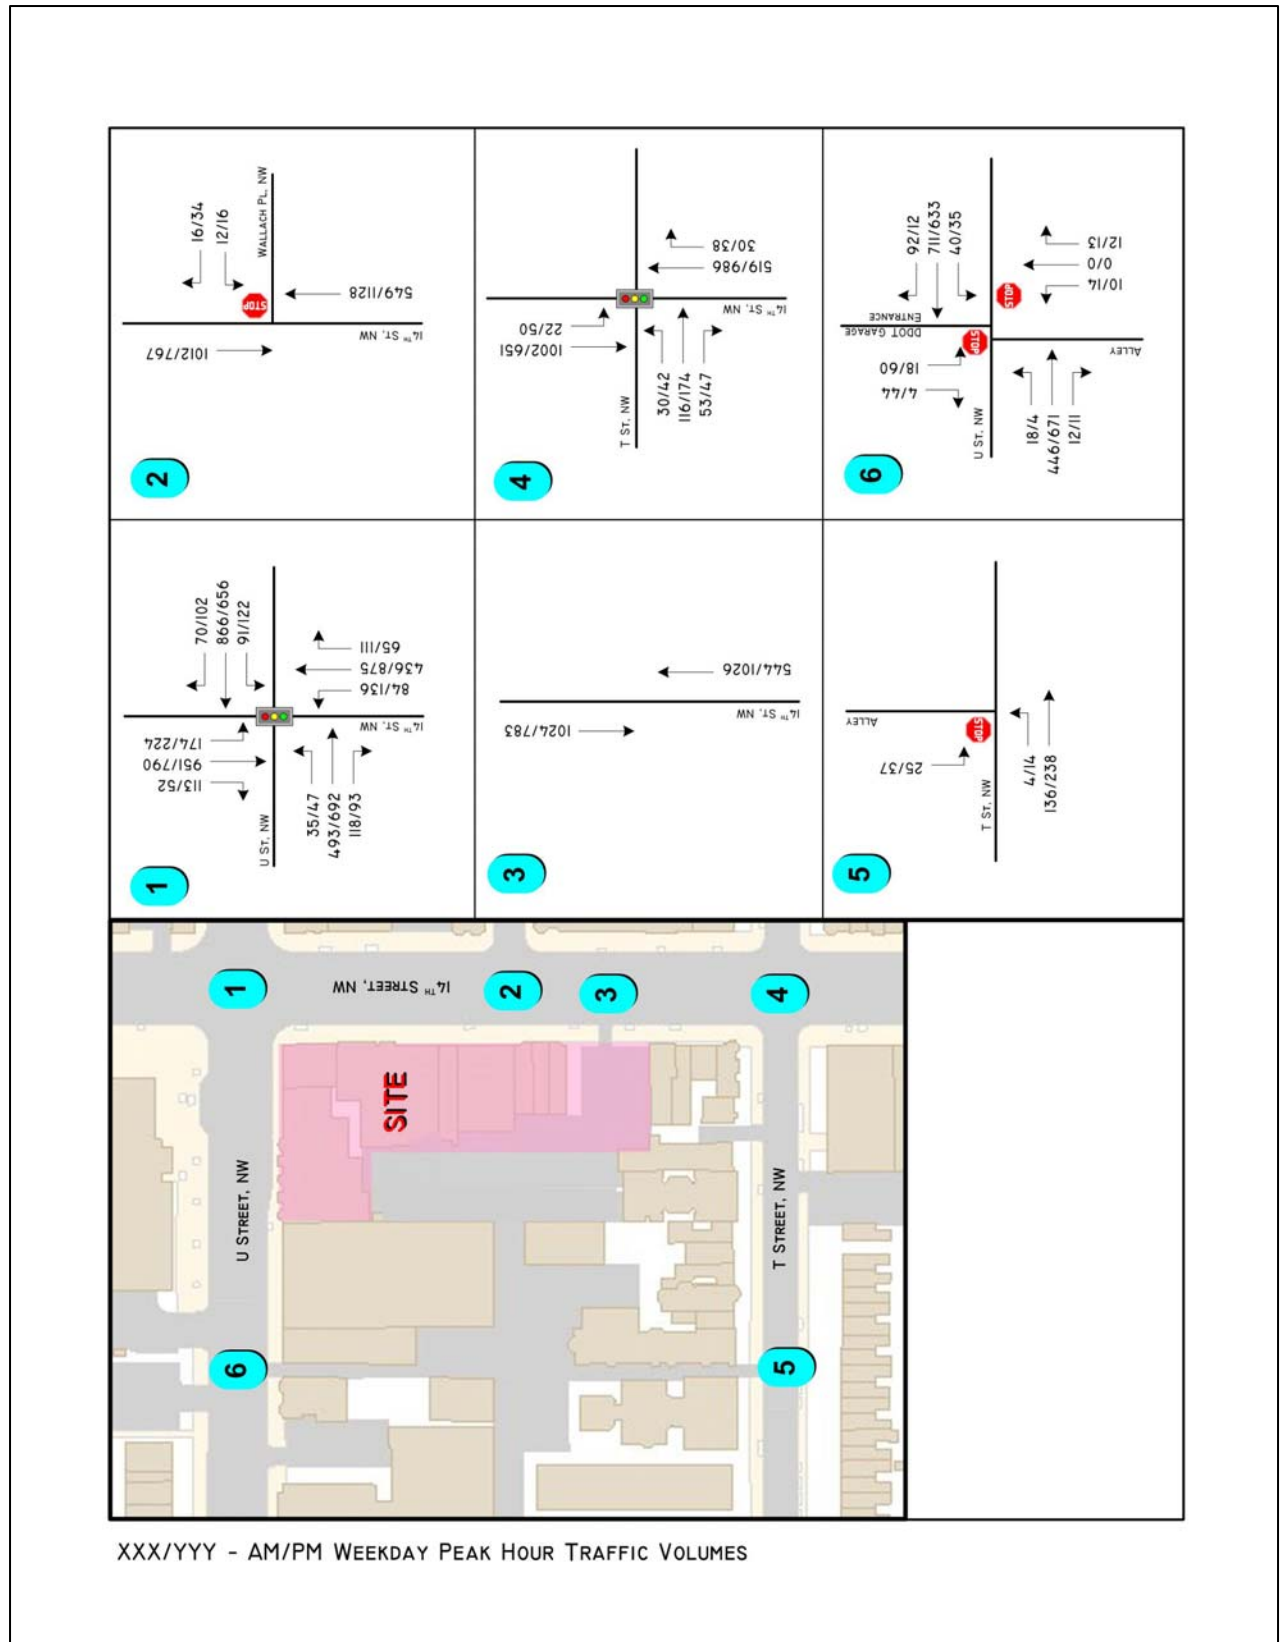 2
16/34
12/16
WALLACH PL, NW
STOP
549/1128
14TH ST, NW
1012/767
4
30/38
519/986
14TH ST, NW
22/50
1002/651
T ST, NW
30/42
116/174
53/47
6
92/12
711/633
40/35
12/13
0/0
10/14
STOP
DDOT GARAGE
ENTRANCE
STOP
ALLEY
18/60
4/44
U ST, NW
18/4
446/671
12/11
1
70/102
866/656
91/122
65/111
436/875
84/136
14TH ST, NW
174/224
951/790
113/52
U ST, NW
35/47
493/692
118/93
3
544/1026
14TH ST, NW
1024/783
5
ALLEY
STOP
25/37
T ST, NW
4/14
136/238
1
14TH STREET, NW
2
3
4
SITE
U STREET, NW
T STREET, NW
6
5
XXX/YYY - AM/PM WEEKDAY PEAK HOUR TRAFFIC VOLUMES